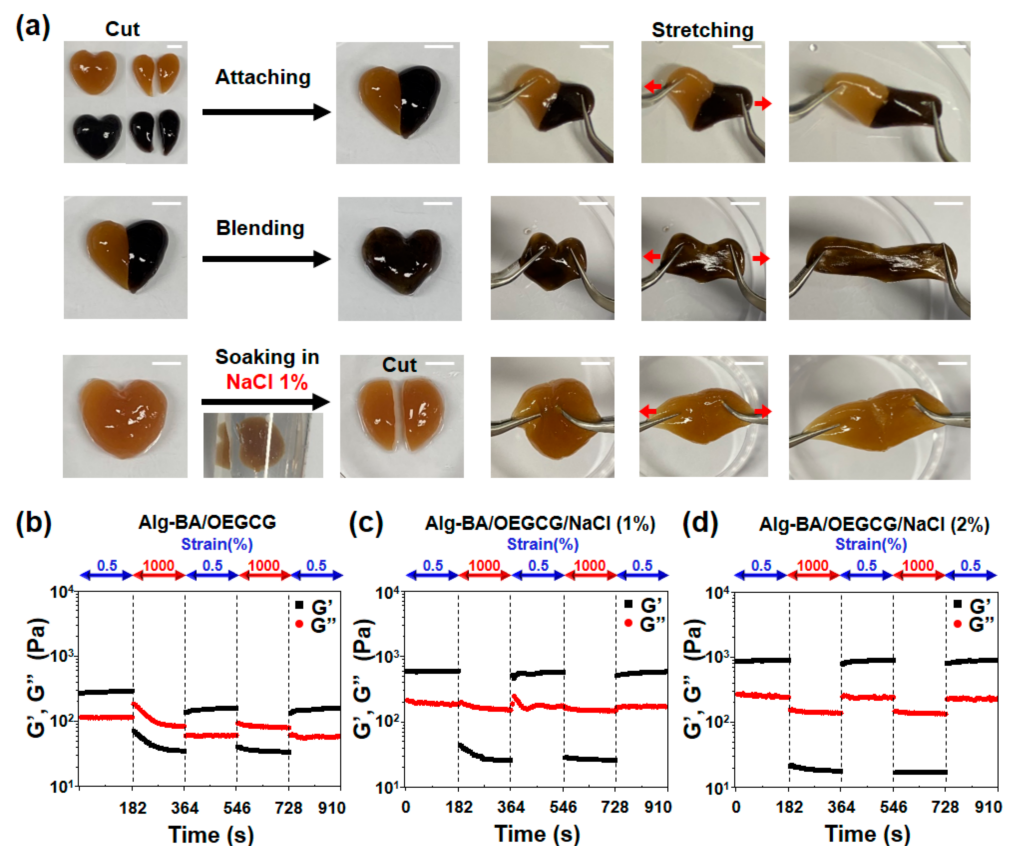 (a)
Cut
Attaching
Stretching
Blending
Soaking in
NaCl 1%
Cut
(b)
Alg-BA/OEGCG
Strain(%)
0.5 1000 0.5 1000 0.5
10⁴
10³
10²
10¹
G’, G” (Pa)
G’
G”
182 364 546 728 910
Time (s)
(c)
Alg-BA/OEGCG/NaCl (1%)
Strain(%)
0.5 1000 0.5 1000 0.5
10⁴
10³
10²
10¹
G’, G” (Pa)
G’
G”
0 182 364 546 728 910
Time (s)
(d)
Alg-BA/OEGCG/NaCl (2%)
Strain(%)
0.5 1000 0.5 1000 0.5
10⁴
10³
10²
10¹
G’, G” (Pa)
G’
G”
0 182 364 546 728 910
Time (s)